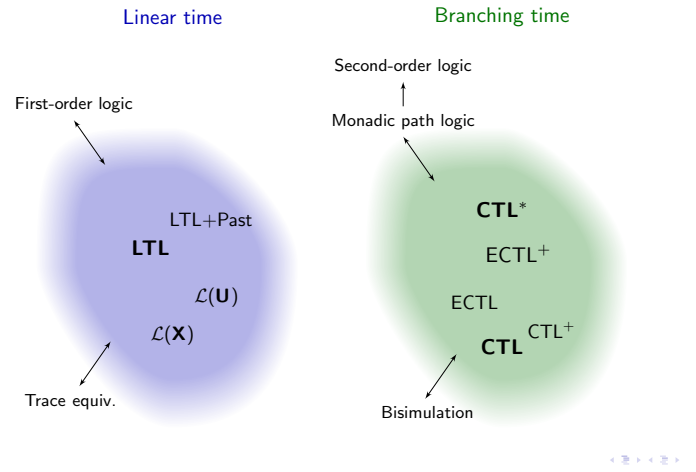 Linear time
First-order logic
LTL+Past
LTL
ℒ(U)
ℒ(X)
Trace equiv.
Branching time
Second-order logic
Monadic path logic
CTL*
ECTL⁺
ECTL
CTL⁺
CTL
Bisimulation